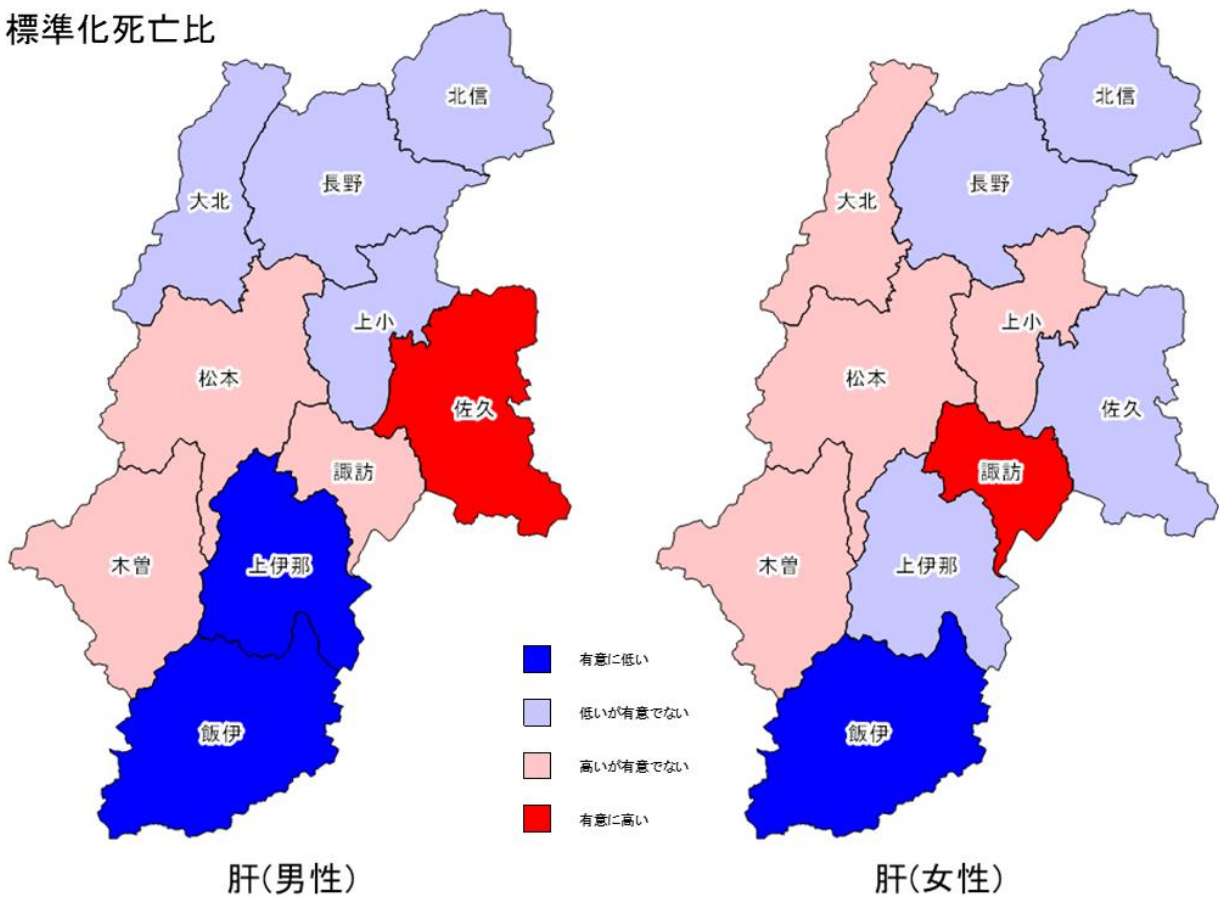 標準化死亡比
北信
長野
大北
上小
松本
佐久
諏訪
木曽
上伊那
飯伊
北信
長野
大北
上小
松本
佐久
諏訪
木曽
上伊那
飯伊
有意に低い
低いが有意でない
高いが有意でない
有意に高い
肝(男性)
肝(女性)